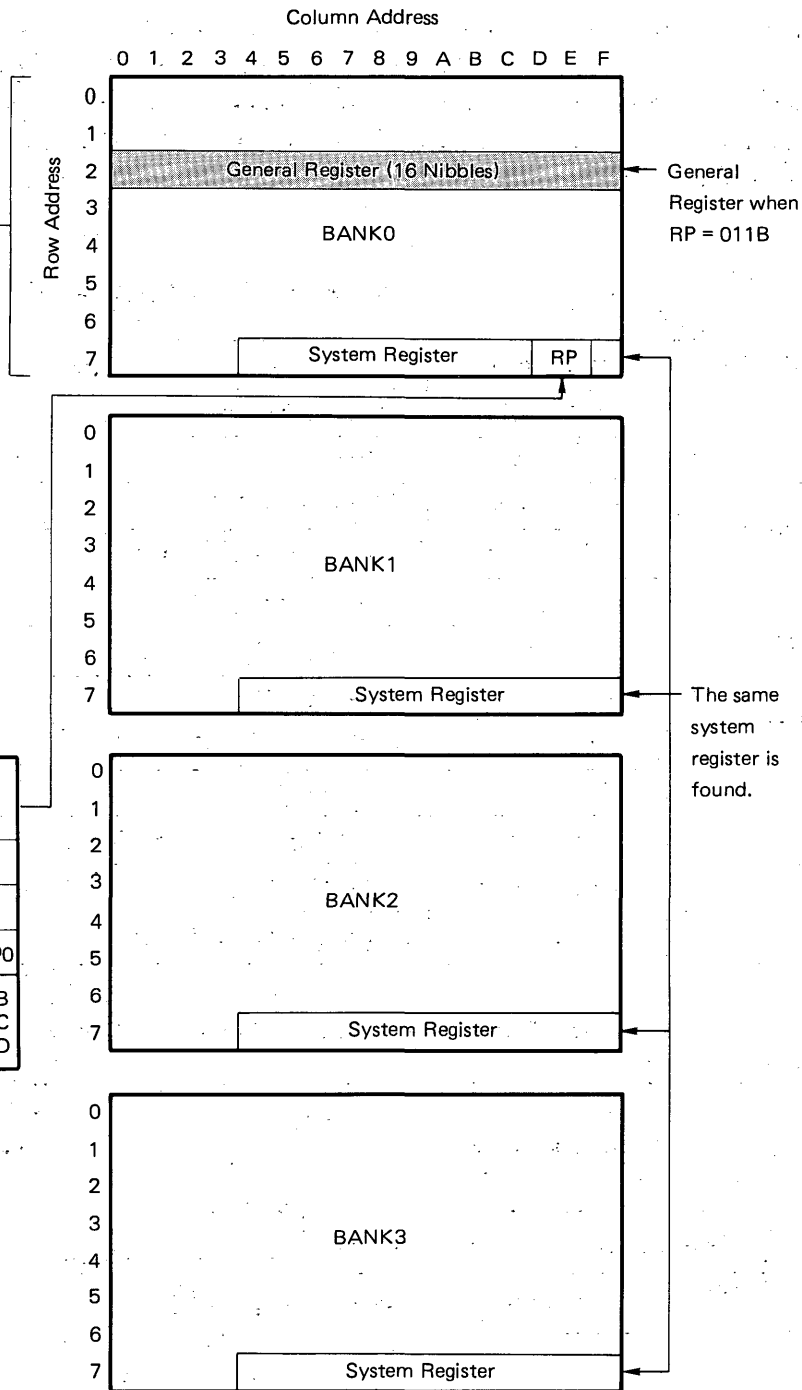 Column Address
0 1 2 3 4 5 6 7 8 9 A B C D E F
Row Address
0
1
2
3
4
5
6
7
General Register (16 Nibbles)
BANK0
System Register
RP
General
Register when
RP = 011B
0
1
2
3
4
5
6
7
BANK1
System Register
The same
system
register is
found.
0
1
2
3
4
5
6
7
BANK2
System Register
0
1
2
3
4
5
6
7
BANK3
System Register